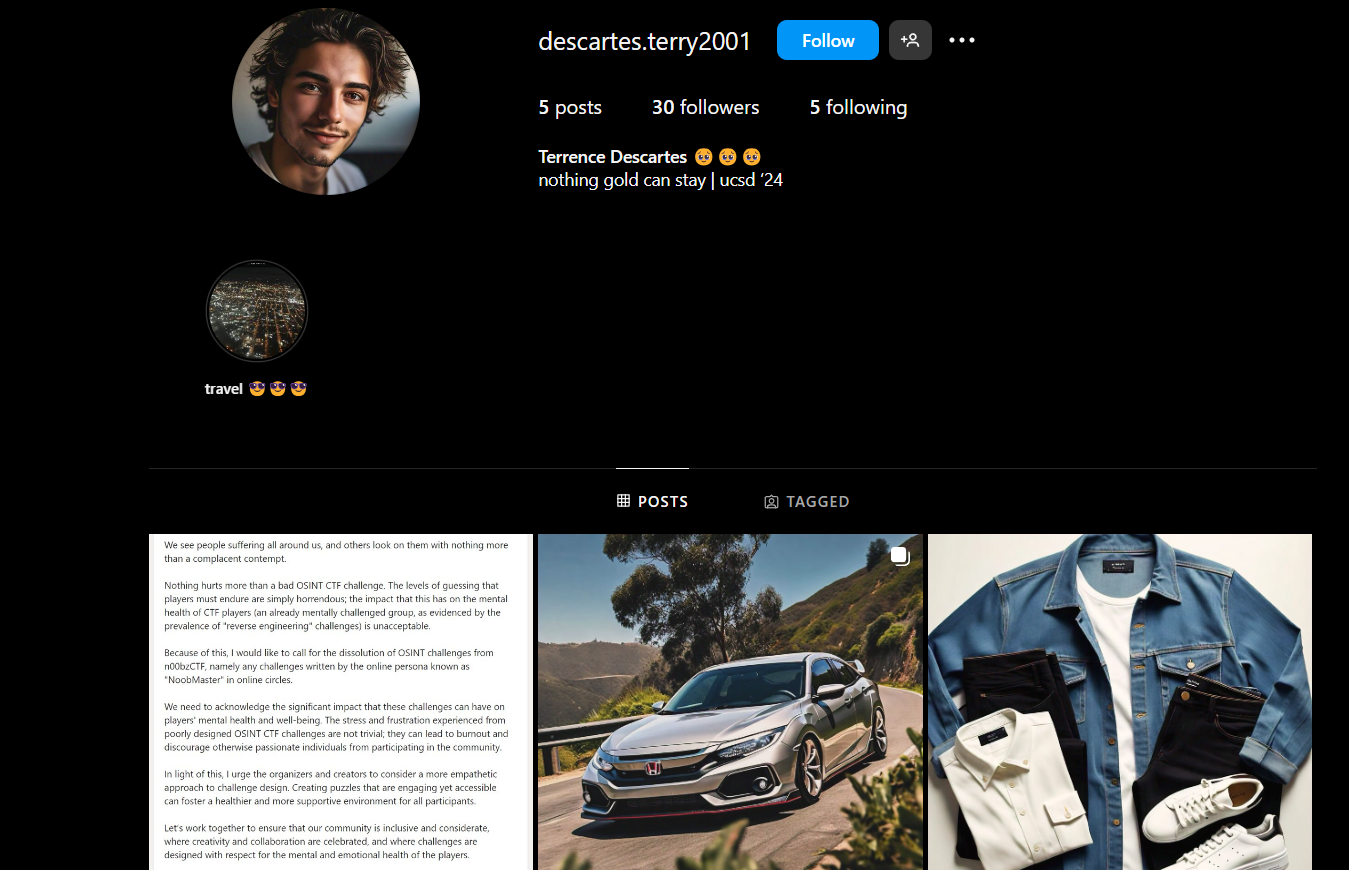 descartes.terry2001
Follow
5 posts
30 followers
5 following
Terrence Descartes 🥺 🥺 🥺
nothing gold can stay | ucsd ‘24
travel 😎 😎 😎
POSTS
TAGGED
We see people suffering all around us, and others look on them with nothing more
than a complacent contempt.
Nothing hurts more than a bad OSINT CTF challenge. The levels of guessing that
players must endure are simply horrendous; the impact that this has on the mental
health of CTF players (an already mentally challenged group, as evidenced by the
prevalence of "reverse engineering" challenges) is unacceptable.
Because of this, I would like to call for the dissolution of OSINT challenges from
n00bzCTF, namely any challenges written by the online persona known as
"NoobMaster" in online circles.
We need to acknowledge the significant impact that these challenges can have on
players' mental health and well-being. The stress and frustration experienced from
poorly designed OSINT CTF challenges are not trivial; they can lead to burnout and
discourage otherwise passionate individuals from participating in the community.
In light of this, I urge the organizers and creators to consider a more empathetic
approach to challenge design. Creating puzzles that are engaging yet accessible
can foster a healthier and more supportive environment for all participants.
Let's work together to ensure that our community is inclusive and considerate,
where creativity and collaboration are celebrated, and where challenges are
designed with respect for the mental and emotional health of the players.